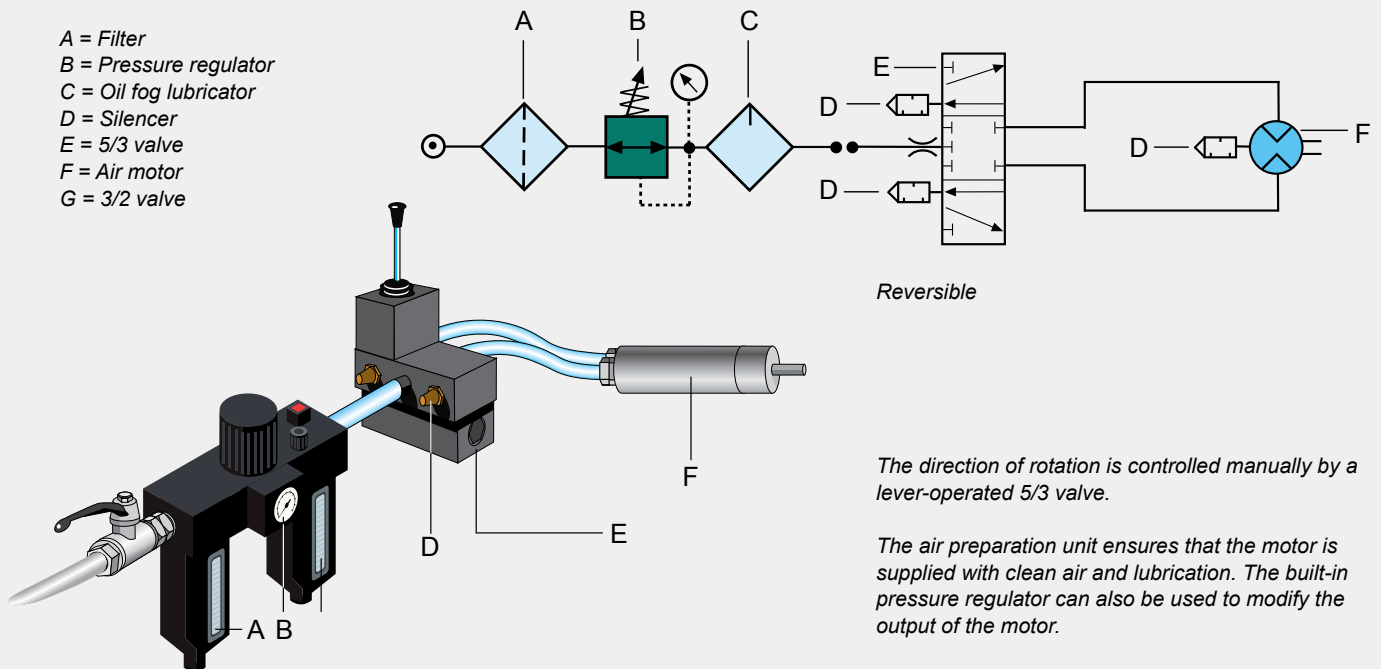 A = Filter
B = Pressure regulator
C = Oil fog lubricator
D = Silencer
E = 5/3 valve
F = Air motor
G = 3/2 valve
A
B
C
E
D
D
D
F
Reversible
F
D
E
A
B
The direction of rotation is controlled manually by a
lever-operated 5/3 valve.
The air preparation unit ensures that the motor is
supplied with clean air and lubrication. The built-in
pressure regulator can also be used to modify the
output of the motor.